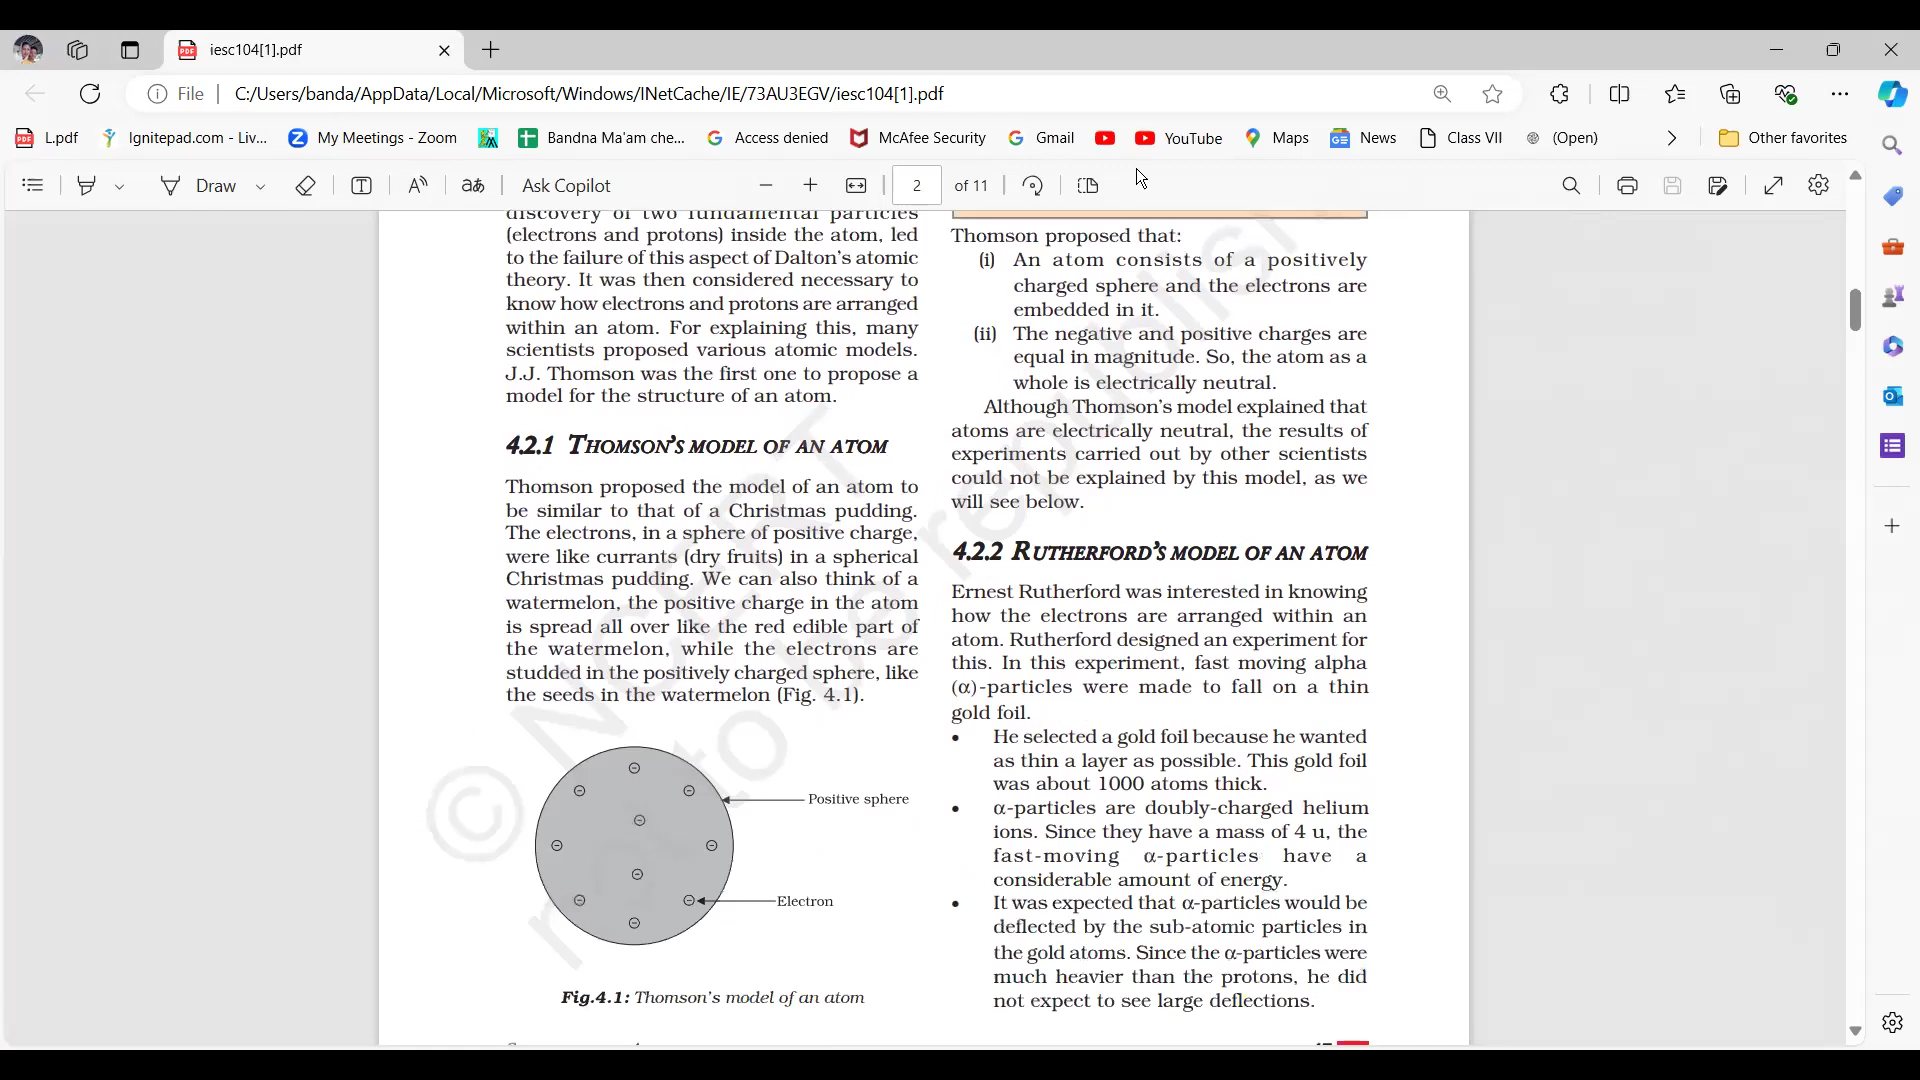 iesc104[1].pdf
File
C:/Users/banda/AppData/Local/Microsoft/Windows/INetCache/IE/73AU3EGV/iesc104[1].pdf
L.pdf
Ignitepad.com - Liv...
My Meetings - Zoom
Bandna Ma'am che...
Access denied
McAfee Security
Gmail
YouTube
Maps
News
Class VII
(Open)
Other favorites
Draw
Ask Copilot
2 of 11
discovery of two fundamental particles
(electrons and protons) inside the atom, led
to the failure of this aspect of Dalton's atomic
theory. It was then considered necessary to
know how electrons and protons are arranged
within an atom. For explaining this, many
scientists proposed various atomic models.
J.J. Thomson was the first one to propose a
model for the structure of an atom.
4.2.1 THOMSON'S MODEL OF AN ATOM
Thomson proposed the model of an atom to
be similar to that of a Christmas pudding.
The electrons, in a sphere of positive charge,
were like currants (dry fruits) in a spherical
Christmas pudding. We can also think of a
watermelon, the positive charge in the atom
is spread all over like the red edible part of
the watermelon, while the electrons are
studded in the positively charged sphere, like
the seeds in the watermelon (Fig. 4.1).
Positive sphere
Electron
Fig.4.1: Thomson's model of an atom
Thomson proposed that:
(i) An atom consists of a positively
charged sphere and the electrons are
embedded in it.
(ii) The negative and positive charges are
equal in magnitude. So, the atom as a
whole is electrically neutral.
Although Thomson's model explained that
atoms are electrically neutral, the results of
experiments carried out by other scientists
could not be explained by this model, as we
will see below.
4.2.2 RUTHERFORD'S MODEL OF AN ATOM
Ernest Rutherford was interested in knowing
how the electrons are arranged within an
atom. Rutherford designed an experiment for
this. In this experiment, fast moving alpha
(α)-particles were made to fall on a thin
gold foil.
• He selected a gold foil because he wanted
as thin a layer as possible. This gold foil
was about 1000 atoms thick.
• α-particles are doubly-charged helium
ions. Since they have a mass of 4 u, the
fast-moving α-particles have a
considerable amount of energy.
• It was expected that α-particles would be
deflected by the sub-atomic particles in
the gold atoms. Since the α-particles were
much heavier than the protons, he did
not expect to see large deflections.
© NCERT
to be republish